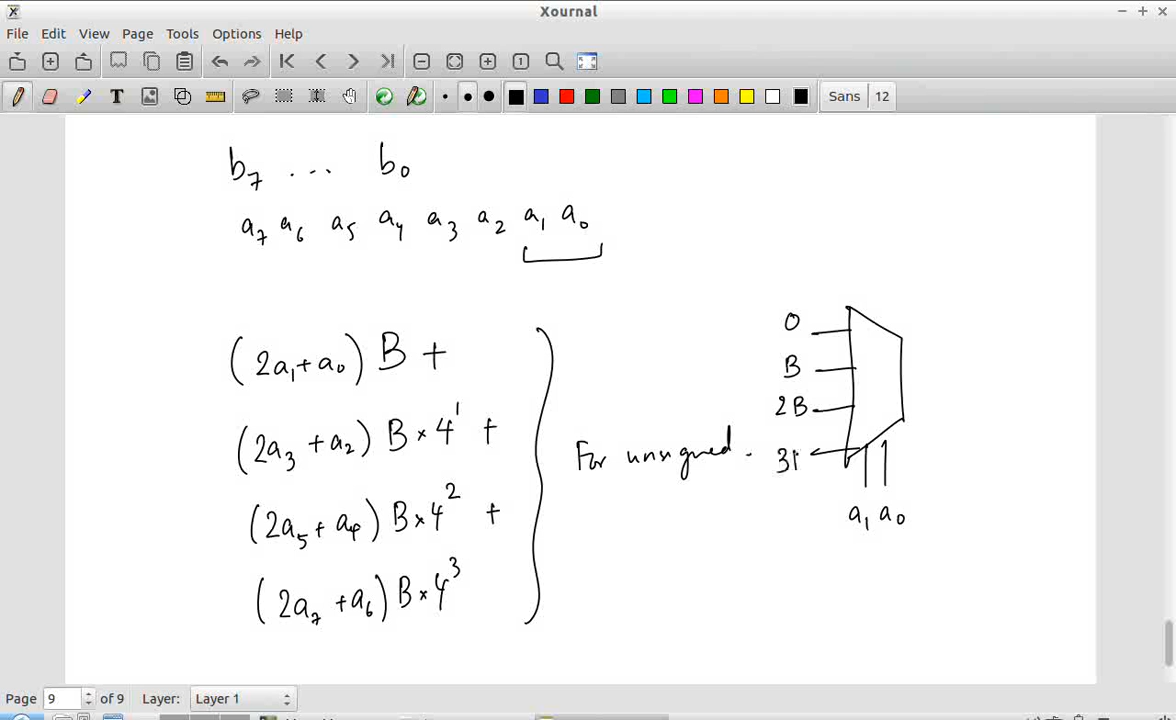 Xournal
File Edit View Page Tools Options Help
Sans 12
b₇ ... b₀
a₇ a₆ a₅ a₄ a₃ a₂ a₁ a₀
(2a₁+a₀) B +
(2a₃ +a₂) B × 4¹ +
(2a₅ + a₄) B × 4² +
(2a₇ +a₆) B × 4³
For unsigned.
0
B
2B
3
a₁ a₀
Page 9 of 9 Layer: Layer 1